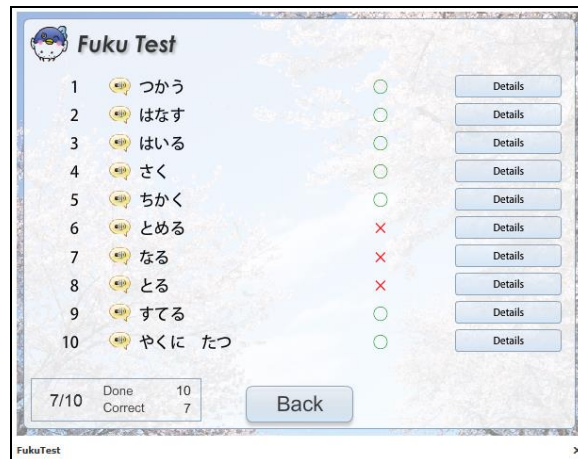 Fuku Test
1 つかう ○ Details
2 はなす ○ Details
3 はいる ○ Details
4 さく ○ Details
5 ちかく ○ Details
6 とめる × Details
7 なる × Details
8 とる × Details
9 すてる ○ Details
10 やくに たつ ○ Details
7/10 Done 10
Correct 7
Back
FukuTest ×